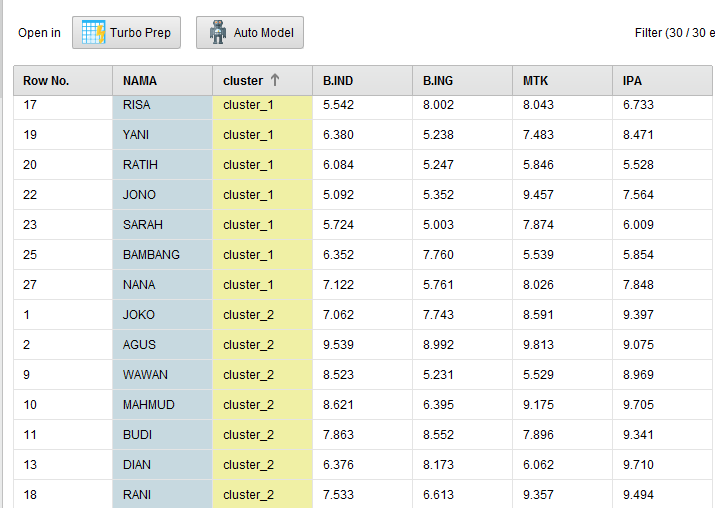 Open in Turbo Prep Auto Model Filter (30 / 30 e
Row No. NAMA cluster B.IND B.ING MTK IPA
17 RISA cluster_1 5.542 8.002 8.043 6.733
19 YANI cluster_1 6.380 5.238 7.483 8.471
20 RATIH cluster_1 6.084 5.247 5.846 5.528
22 JONO cluster_1 5.092 5.352 9.457 7.564
23 SARAH cluster_1 5.724 5.003 7.874 6.009
25 BAMBANG cluster_1 6.352 7.760 5.539 5.854
27 NANA cluster_1 7.122 5.761 8.026 7.848
1 JOKO cluster_2 7.062 7.743 8.591 9.397
2 AGUS cluster_2 9.539 8.992 9.813 9.075
9 WAWAN cluster_2 8.523 5.231 5.529 8.969
10 MAHMUD cluster_2 8.621 6.395 9.175 9.705
11 BUDI cluster_2 7.863 8.552 7.896 9.341
13 DIAN cluster_2 6.376 8.173 6.062 9.710
18 RANI cluster_2 7.533 6.613 9.357 9.494